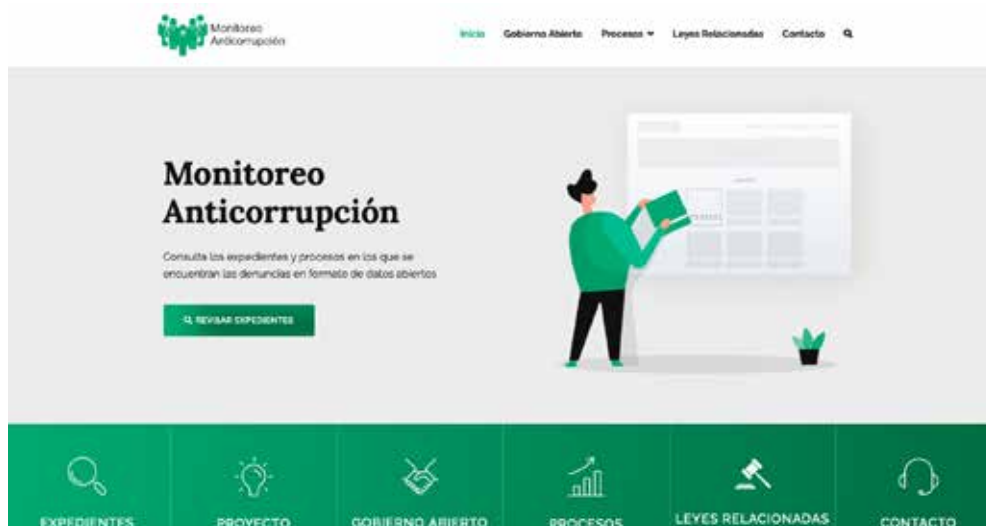 Monitoreo
Anticorrupción
Inicio Gobierno Abierto Procesos Leyes Relacionadas Contacto
Monitoreo
Anticorrupción
Consulta los expedientes y procesos en los que se
encuentran las denuncias en formato de datos abiertos
REVISAR EXPEDIENTES
EXPEDIENTES PROYECTO GOBIERNO ABIERTO PROCESOS LEYES RELACIONADAS CONTACTO